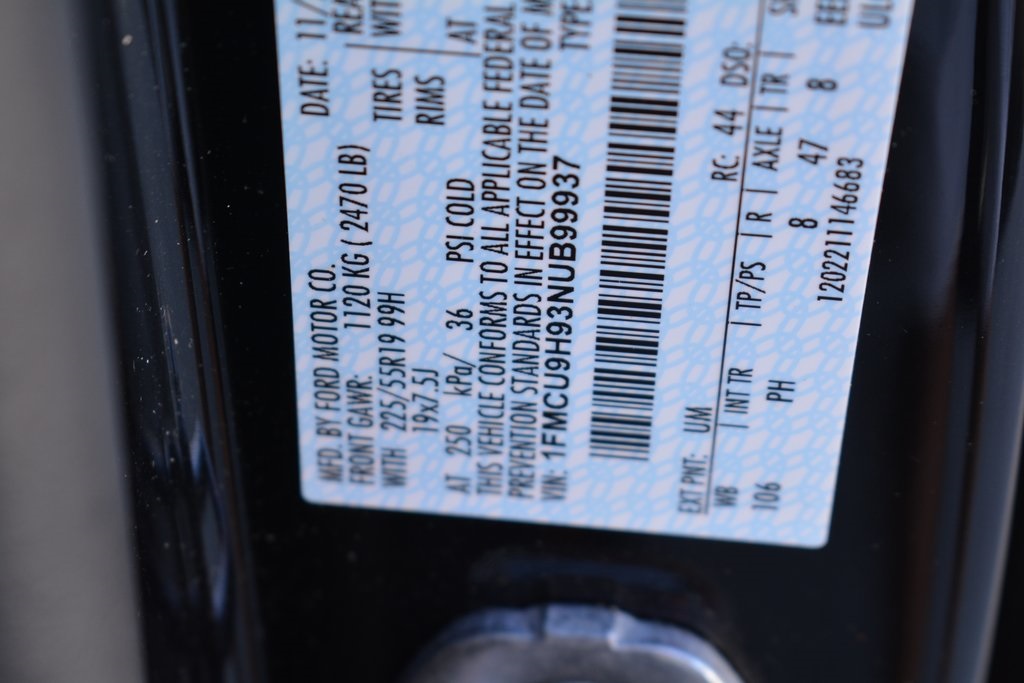 MFD. BY FORD MOTOR CO.
DATE: 11/
FRONT GAWR: 1120 KG ( 2470 LB)
WITH 225/55R19 99H TIRES
19x7.5J RIMS
AT 250 kPa/ 36 PSI COLD AT
THIS VEHICLE CONFORMS TO ALL APPLICABLE FEDERAL
PREVENTION STANDARDS IN EFFECT ON THE DATE OF M
VIN: 1FMCU9H93NUB99937 TYPE
EXT PNT: UM RC: 44 DSO:
WB | INT TR | TP/PS | R | AXLE | TR |
106 PH 8 47 8
120221114668​3